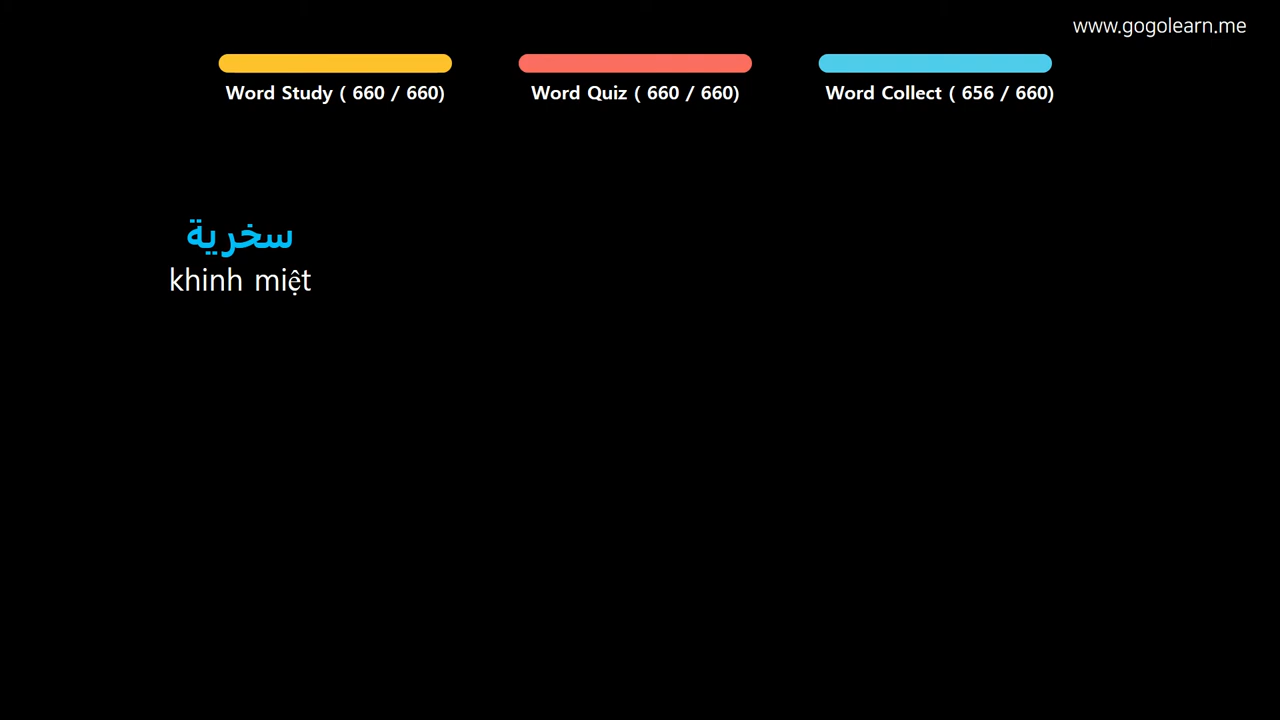 www.gogolearn.me
Word Study ( 660 / 660)
Word Quiz ( 660 / 660)
Word Collect ( 656 / 660)
سخرية
khinh miệt